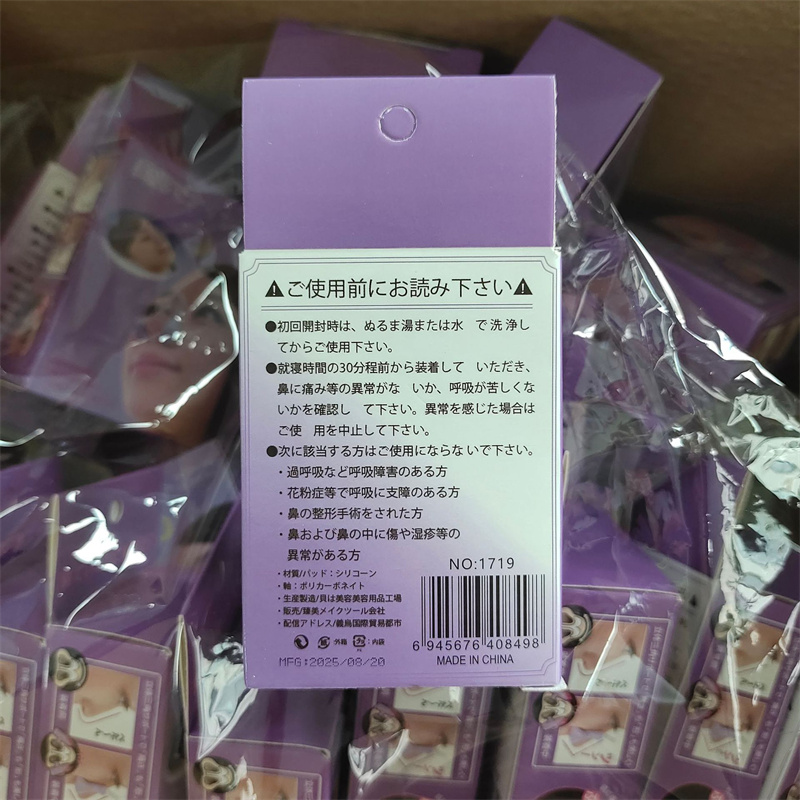 ⚠ご使用前にお読み下さい⚠
●初回開封時は、ぬるま湯または水 で洗浄し
てからご使用下さい。
●就寝時間の30分程前から装着して いただき、
鼻に痛み等の異常がな いか、呼吸が苦しくな
いかを確認し て下さい。異常を感じた場合は
ご使 用を中止して下さい。
●次に該当する方はご使用にならな いで下さい。
・過呼吸など呼吸障害のある方
・花粉症等で呼吸に支障のある方
・鼻の整形手術をされた方
・鼻および鼻の中に傷や湿疹等の
異常がある方
・材質/パッド：シリコーン
・軸：ポリカーボネイト
・生産製造/貝は美容美容用品工場
・販売/臻美メイクツール会社
・配信アドレス/義烏国際貿易都市
外箱 内袋
MFG:2025/08/20
NO:1719
6 945676 408498
MADE IN CHINA